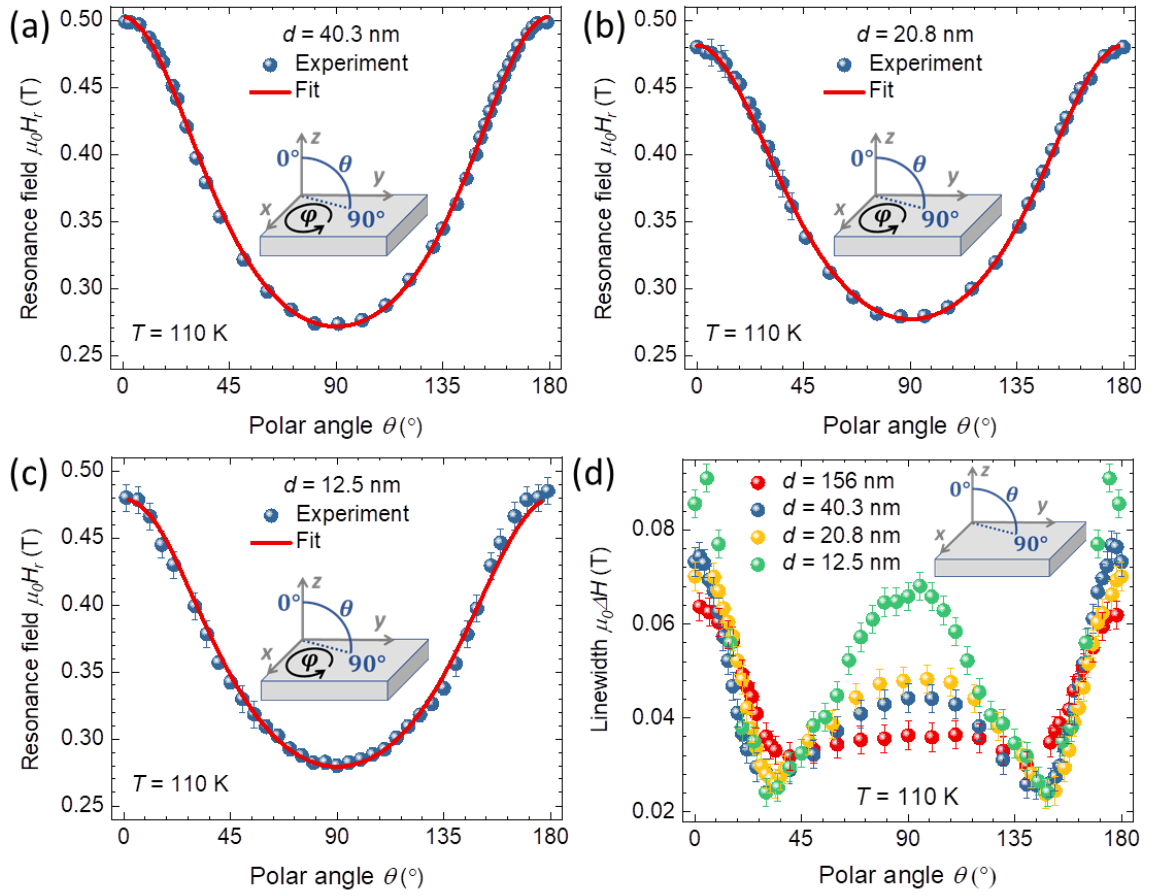 (a)
d = 40.3 nm
Experiment
Fit
z
0°
θ
y
x
φ
90°
T = 110 K
0.50
0.45
0.40
0.35
0.30
0.25
Resonance field μ0Hr (T)
0 45 90 135 180
Polar angle θ (°)
(b)
d = 20.8 nm
Experiment
Fit
z
0°
θ
y
x
φ
90°
T = 110 K
0.50
0.45
0.40
0.35
0.30
0.25
Resonance field μ0Hr (T)
0 45 90 135 180
Polar angle θ (°)
(c)
d = 12.5 nm
Experiment
Fit
z
0°
θ
y
x
φ
90°
T = 110 K
0.50
0.45
0.40
0.35
0.30
0.25
Resonance field μ0Hr (T)
0 45 90 135 180
Polar angle θ (°)
(d)
d = 156 nm
d = 40.3 nm
d = 20.8 nm
d = 12.5 nm
z
0°
θ
y
x
90°
T = 110 K
0.08
0.06
0.04
0.02
Linewidth μ0ΔH (T)
0 45 90 135 180
Polar angle θ (°)